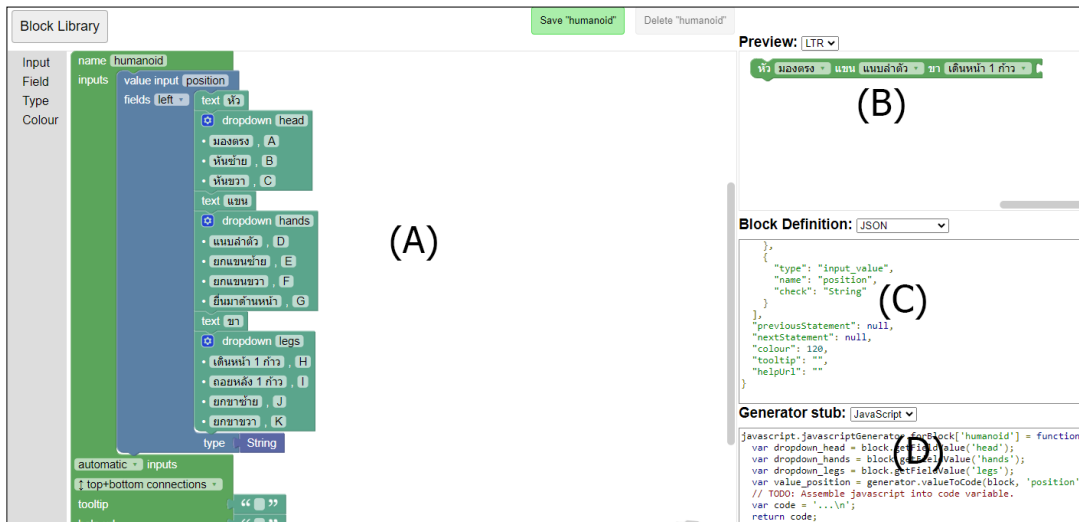 Block Library
Save "humanoid"
Delete "humanoid"
Input
Field
Type
Colour
name humanoid
inputs value input position
fields left text หัว
dropdown head
มองตรง , A
หันซ้าย , B
หันขวา , C
text แขน
dropdown hands
แนบลำตัว , D
ยกแขนซ้าย , E
ยกแขนขวา , F
ยื่นมาด้านหน้า , G
text ขา
dropdown legs
เดินหน้า 1 ก้าว , H
ถอยหลัง 1 ก้าว , I
ยกขาซ้าย , J
ยกขาขวา , K
type String
automatic inputs
↕ top+bottom connections
tooltip “ ”
(A)
Preview: LTR
หัว มองตรง แขน แนบลำตัว ขา เดินหน้า 1 ก้าว
(B)
Block Definition: JSON
},
{
"type": "input_value",
"name": "position",
"check": "String"
}
],
"previousStatement": null,
"nextStatement": null,
"colour": 120,
"tooltip": "",
"helpUrl": ""
}
(C)
Generator stub: JavaScript
javascript.javascriptGenerator.forBlock['humanoid'] = function
var dropdown_head = block.getFieldValue('head');
var dropdown_hands = block.getFieldValue('hands');
var dropdown_legs = block.getFieldValue('legs');
var value_position = generator.valueToCode(block, 'position'
// TODO: Assemble javascript into code variable.
var code = '...\n';
return code;
(D)